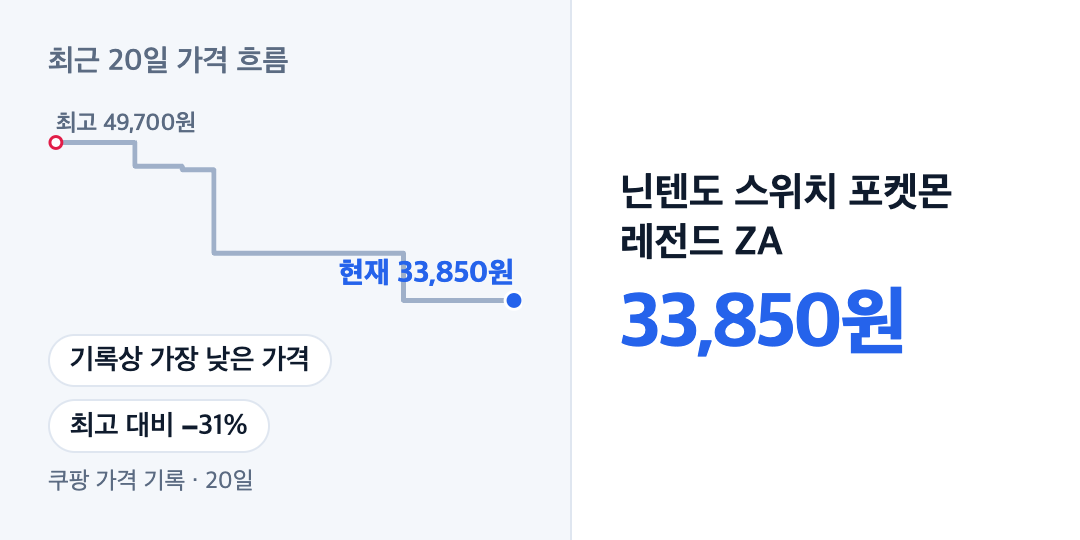 최근 20일 가격 흐름
최고 49,700원
현재 33,850원
기록상 가장 낮은 가격
최고 대비 –31%
쿠팡 가격 기록 · 20일
닌텐도 스위치 포켓몬
레전드 ZA
33,850원